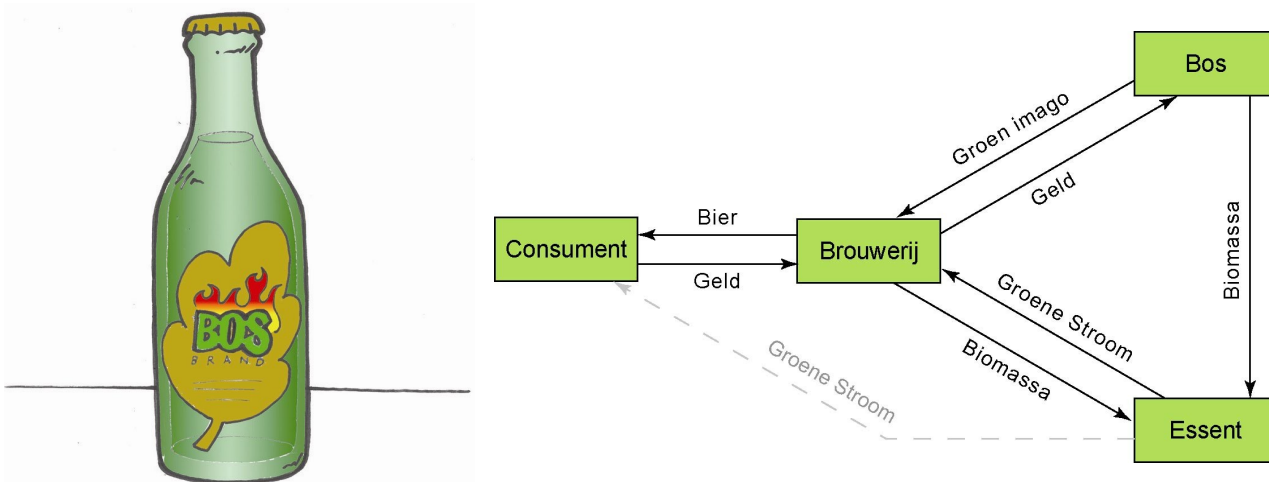 BOS
BRAND
Bos
Groen imago
Geld
Biomassa
Bier
Consument
Brouwerij
Geld
Groene Stroom
Biomassa
Groene Stroom
Essent